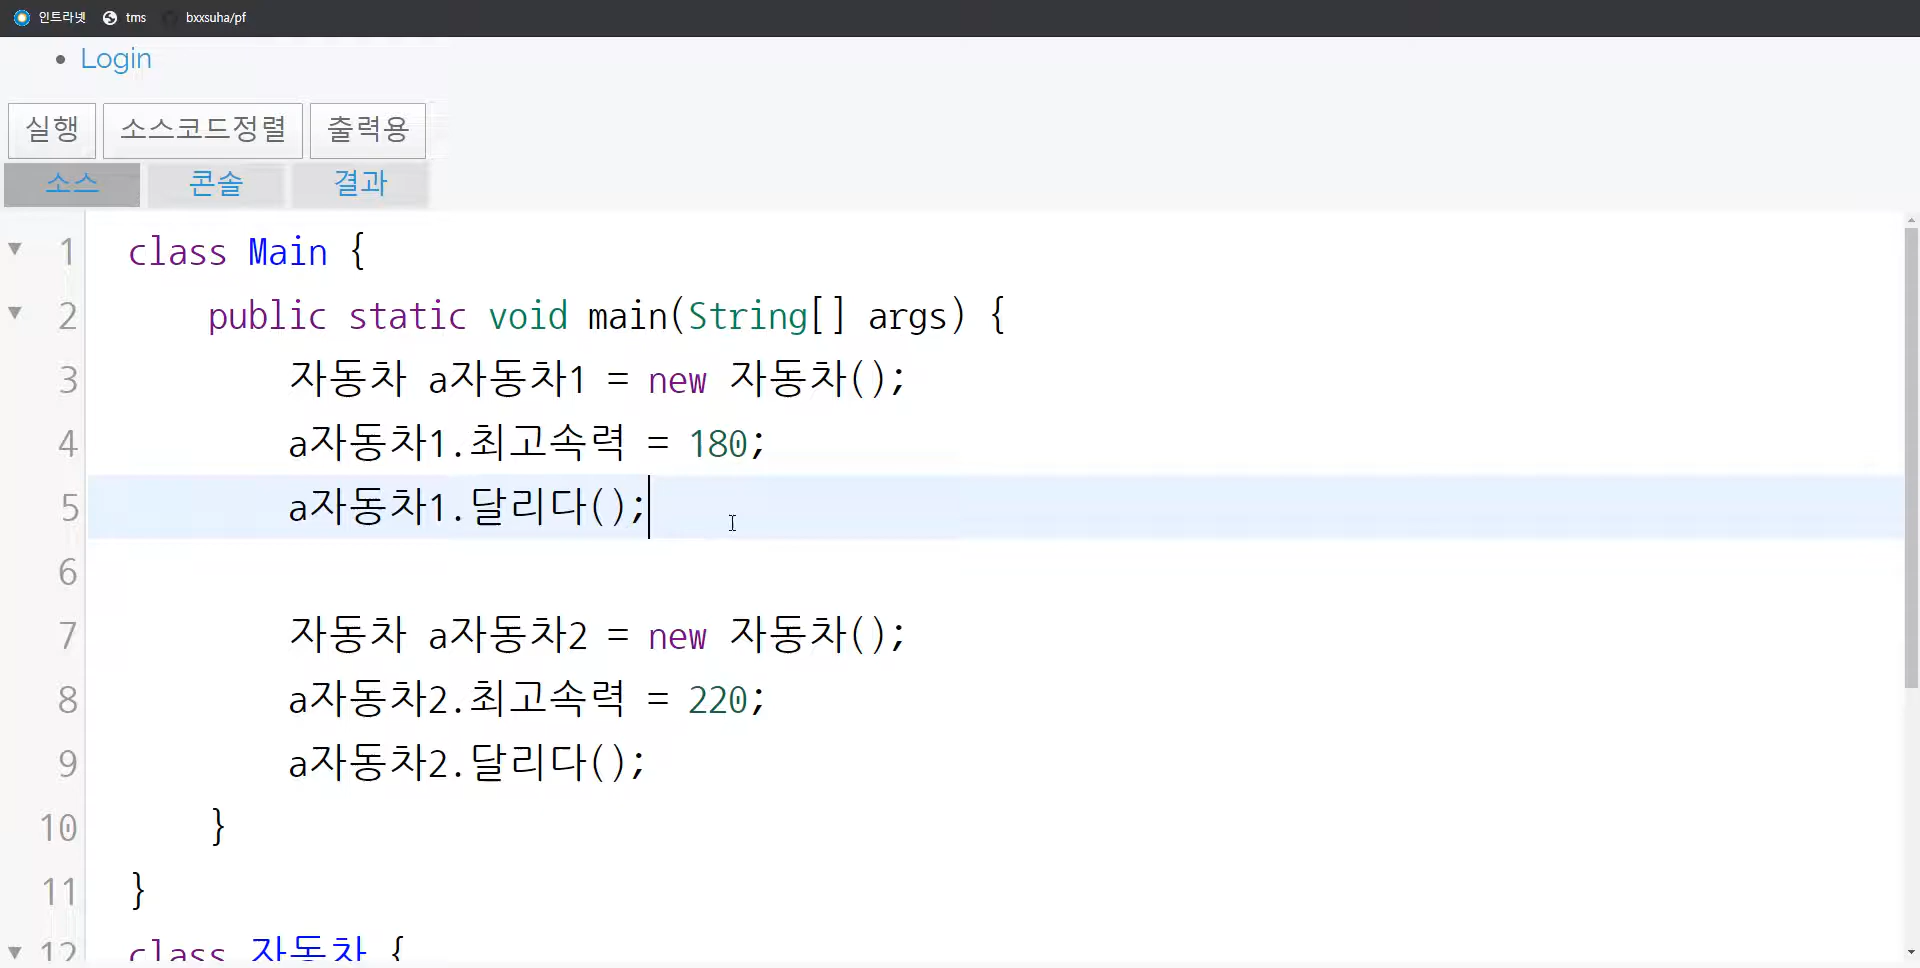 인트라넷 tms bxxsuha/pf
Login
실행 소스코드정렬 출력용
소스 콘솔 결과
1 class Main {
2 public static void main(String[] args) {
3 자동차 a자동차1 = new 자동차();
4 a자동차1.최고속력 = 180;
5 a자동차1.달리다();
6
7 자동차 a자동차2 = new 자동차();
8 a자동차2.최고속력 = 220;
9 a자동차2.달리다();
10 }
11 }
12 class 자동차 {